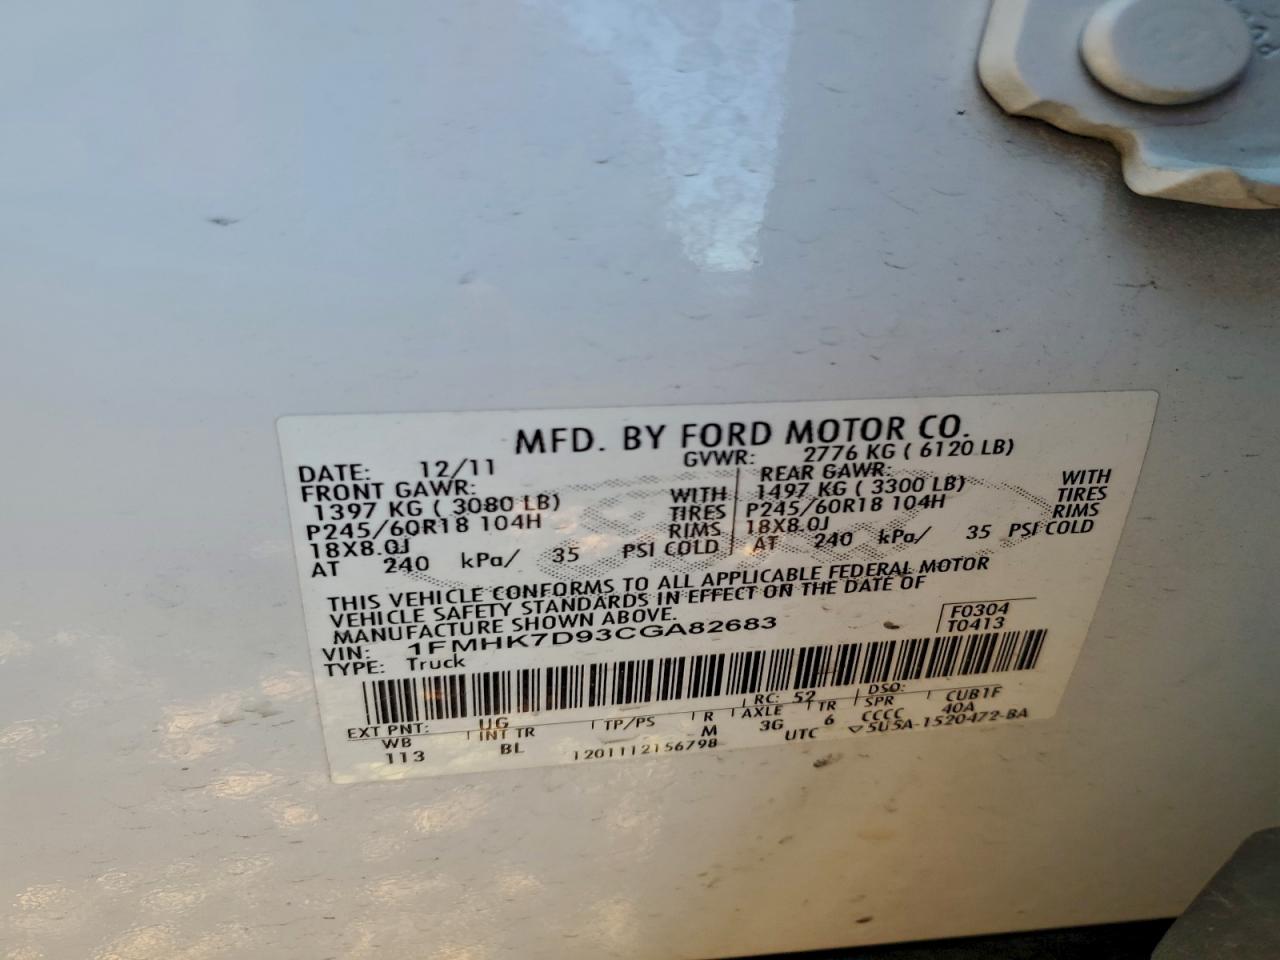 MFD. BY FORD MOTOR CO.
DATE: 12/11 GVWR: 2776 KG ( 6120 LB)
FRONT GAWR: REAR GAWR:
1397 KG ( 3080 LB) WITH 1497 KG ( 3300 LB) WITH
P245/60R18 104H TIRES P245/60R18 104H TIRES
18X8.0J RIMS 18X8.0J RIMS
AT 240 kPa/ 35 PSI COLD AT 240 kPa/ 35 PSI COLD
THIS VEHICLE CONFORMS TO ALL APPLICABLE FEDERAL MOTOR
VEHICLE SAFETY STANDARDS IN EFFECT ON THE DATE OF
MANUFACTURE SHOWN ABOVE.
F0304
T0413
VIN: 1FMHK7D93CGA82683
TYPE: Truck
EXT PNT: UG RC: 52 DSO: CUB1F
WB INT TR TP/PS R AXLE TR SPR 40A
113 BL M 3G 6 CCCC
1201112156798 UTC ▽5U5A-1520472-BA